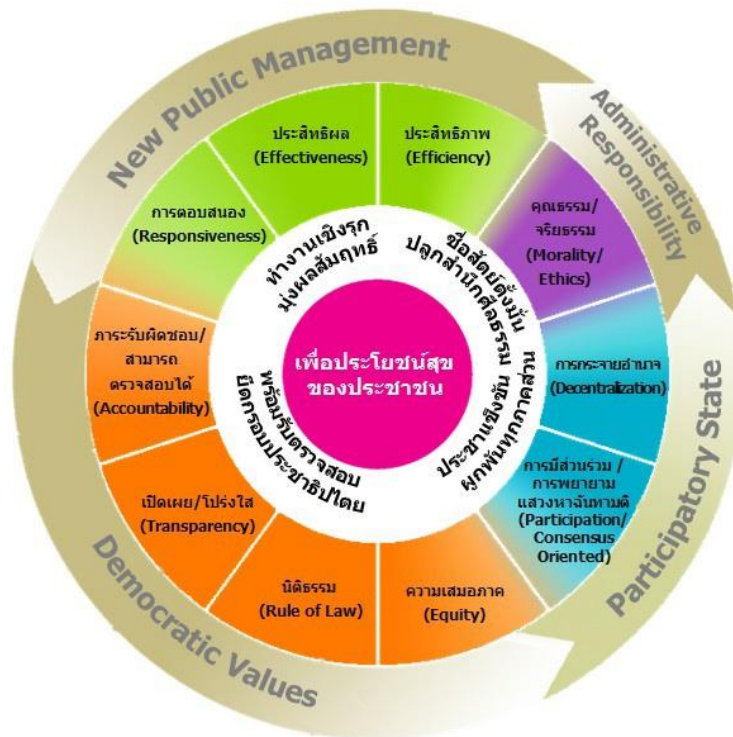 New Public Management
Administrative
Responsibility
Participatory State
Democratic Values
ประสิทธิผล
(Effectiveness)
ประสิทธิภาพ
(Efficiency)
คุณธรรม/
จริยธรรม
(Morality/
Ethics)
การกระจายอำนาจ
(Decentralization)
การมีส่วนร่วม /
การพยายาม
แสวงหาฉันทามติ
(Participation/
Consensus
Oriented)
ความเสมอภาค
(Equity)
นิติธรรม
(Rule of Law)
เปิดเผย/โปร่งใส
(Transparency)
ภาระรับผิดชอบ/
สามารถ
ตรวจสอบได้
(Accountability)
การตอบสนอง
(Responsiveness)
ทำงานเชิงรุก
มุ่งผลสัมฤทธิ์
ซื่อสัตย์ตั้งมั่น
ปลูกสำนึกศีลธรรม
ประชาแข็งขัน
ผูกพันทุกภาคส่วน
พร้อมรับตรวจสอบ
ยึดกรอบประชาธิปไตย
เพื่อประโยชน์สุข
ของประชาชน